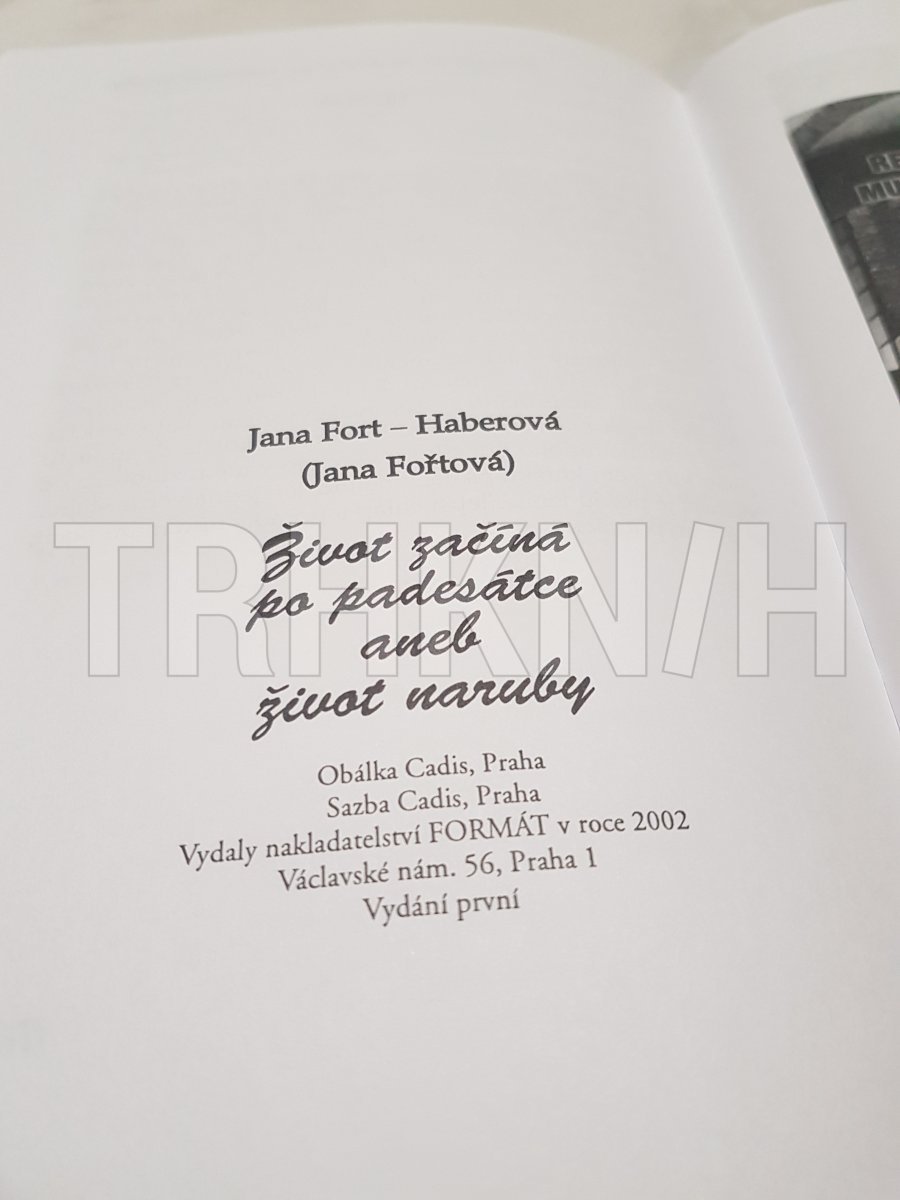 Jana Fort – Haberová
(Jana Fořtová)
Život začíná
po padesátce
aneb
život naruby
Obálka Cadis, Praha
Sazba Cadis, Praha
Vydaly nakladatelství FORMÁT v roce 2002
Václavské nám. 56, Praha 1
Vydání první
TRHKNIH